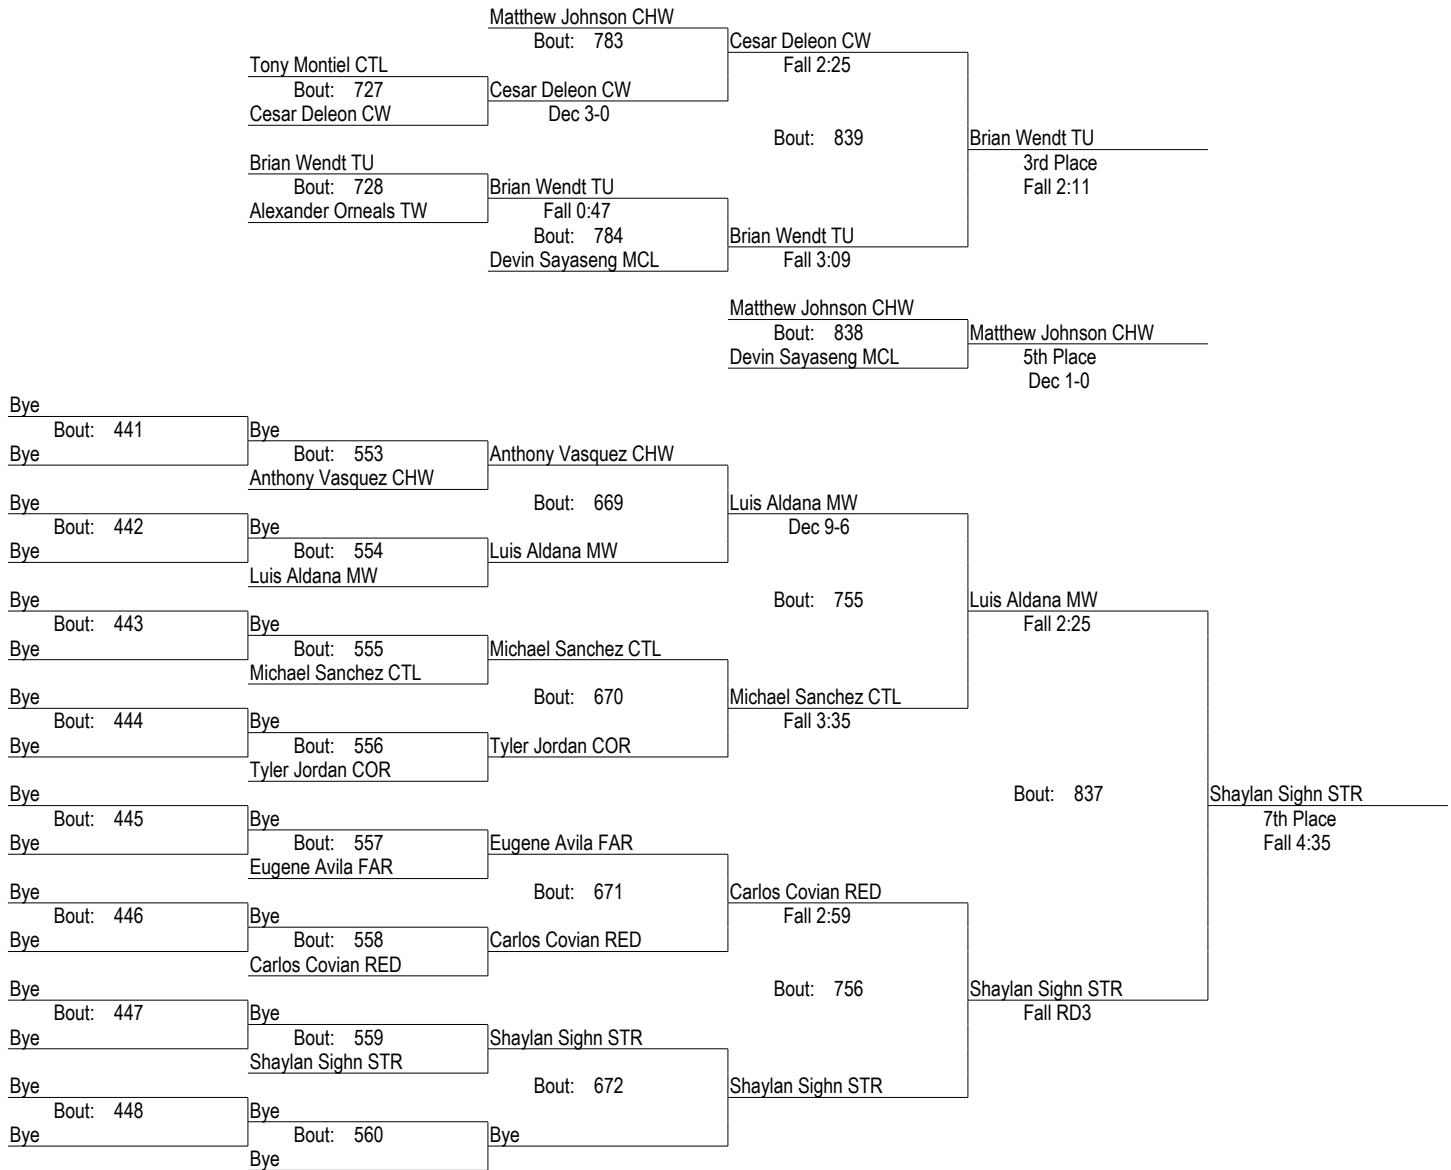 Matthew Johnson CHW
Bout: 783
Cesar Deleon CW
Tony Montiel CTL
Fall 2:25
Bout: 727
Cesar Deleon CW
Cesar Deleon CW
Dec 3-0
Bout: 839
Brian Wendt TU
Brian Wendt TU
3rd Place
Bout: 728
Brian Wendt TU
Fall 2:11
Alexander Orneals TW
Fall 0:47
Bout: 784
Brian Wendt TU
Devin Sayaseng MCL
Fall 3:09
Matthew Johnson CHW
Bout: 838
Matthew Johnson CHW
Devin Sayaseng MCL
5th Place
Dec 1-0
Bye
Bout: 441
Bye
Bye
Bout: 553
Anthony Vasquez CHW
Anthony Vasquez CHW
Bye
Bout: 669
Luis Aldana MW
Bout: 442
Bye
Dec 9-6
Bye
Bout: 554
Luis Aldana MW
Luis Aldana MW
Bye
Bout: 755
Luis Aldana MW
Bout: 443
Bye
Fall 2:25
Bye
Bout: 555
Michael Sanchez CTL
Michael Sanchez CTL
Bye
Bout: 670
Michael Sanchez CTL
Bout: 444
Bye
Fall 3:35
Bye
Bout: 556
Tyler Jordan COR
Tyler Jordan COR
Bye
Bout: 837
Shaylan Sighn STR
Bout: 445
Bye
7th Place
Bye
Bout: 557
Eugene Avila FAR
Fall 4:35
Eugene Avila FAR
Bye
Bout: 671
Carlos Covian RED
Bout: 446
Bye
Fall 2:59
Bye
Bout: 558
Carlos Covian RED
Carlos Covian RED
Bye
Bout: 756
Shaylan Sighn STR
Bout: 447
Bye
Fall RD3
Bye
Bout: 559
Shaylan Sighn STR
Shaylan Sighn STR
Bye
Bout: 672
Shaylan Sighn STR
Bout: 448
Bye
Bye
Bout: 560
Bye
Bye